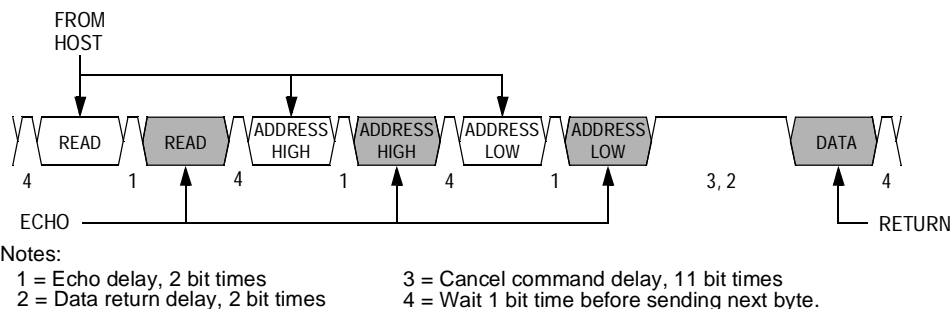 FROM
HOST
READ READ ADDRESS HIGH ADDRESS HIGH ADDRESS LOW ADDRESS LOW DATA
4 1 4 1 4 1 3, 2 4
ECHO RETURN
Notes:
1 = Echo delay, 2 bit times 3 = Cancel command delay, 11 bit times
2 = Data return delay, 2 bit times 4 = Wait 1 bit time before sending next byte.